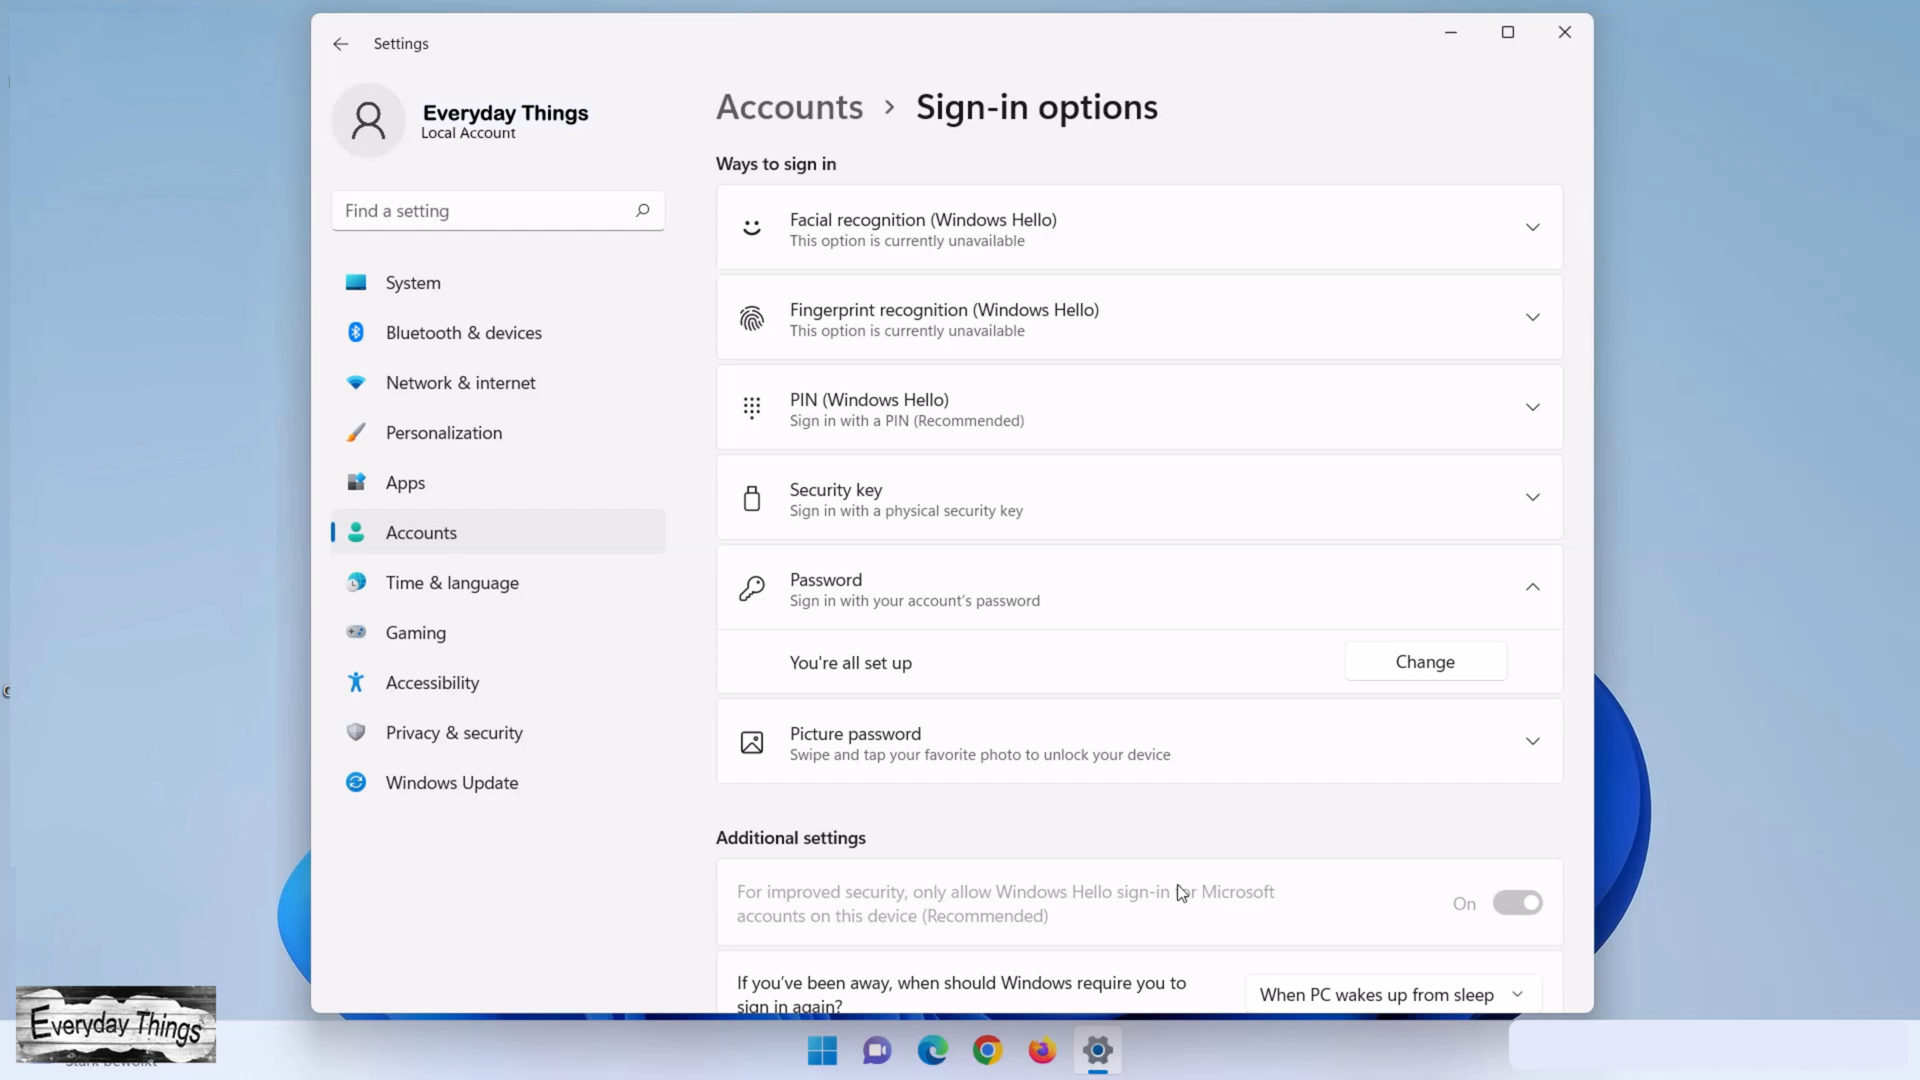 Settings
Everyday Things
Local Account
Find a setting
System
Bluetooth & devices
Network & internet
Personalization
Apps
Accounts
Time & language
Gaming
Accessibility
Privacy & security
Windows Update
Accounts > Sign-in options
Ways to sign in
Facial recognition (Windows Hello)
This option is currently unavailable
Fingerprint recognition (Windows Hello)
This option is currently unavailable
PIN (Windows Hello)
Sign in with a PIN (Recommended)
Security key
Sign in with a physical security key
Password
Sign in with your account's password
You're all set up
Change
Picture password
Swipe and tap your favorite photo to unlock your device
Additional settings
For improved security, only allow Windows Hello sign-in for Microsoft
accounts on this device (Recommended)
On
If you've been away, when should Windows require you to
sign in again?
When PC wakes up from sleep
Everyday Things